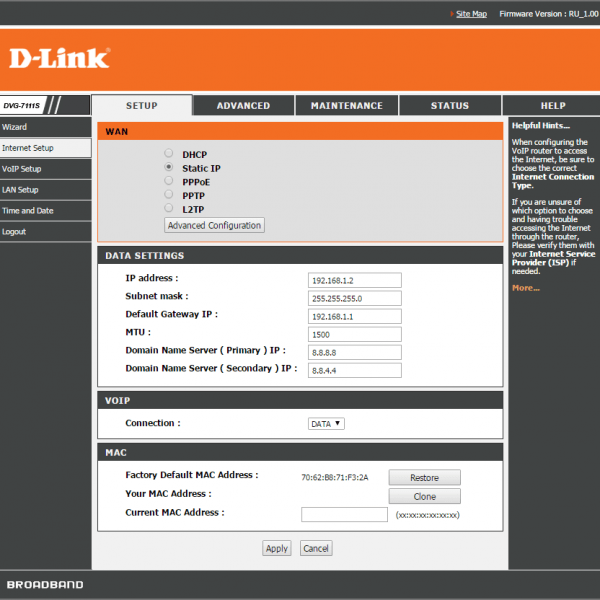 Site Map Firmware Version : RU_1.00
D-Link®
DVG-7111S
SETUP ADVANCED MAINTENANCE STATUS HELP
Wizard
Internet Setup
VoIP Setup
LAN Setup
Time and Date
Logout
WAN
DHCP
Static IP
PPPoE
PPTP
L2TP
Advanced Configuration
DATA SETTINGS
IP address : 192.168.1.2
Subnet mask : 255.255.255.0
Default Gateway IP : 192.168.1.1
MTU : 1500
Domain Name Server ( Primary ) IP : 8.8.8.8
Domain Name Server ( Secondary ) IP : 8.8.4.4
VOIP
Connection : DATA
MAC
Factory Default MAC Address : 70:62:B8:71:F3:2A Restore
Your MAC Address : Clone
Current MAC Address : (xx:xx:xx:xx:xx:xx)
Apply Cancel
Helpful Hints...
When configuring the
VoIP router to access
the Internet, be sure to
choose the correct
Internet Connection
Type.
If you are unsure of
which option to choose
and having trouble
accessing the Internet
through the router,
Please verify them with
your Internet Service
Provider (ISP) if
needed.
More...
BROADBAND